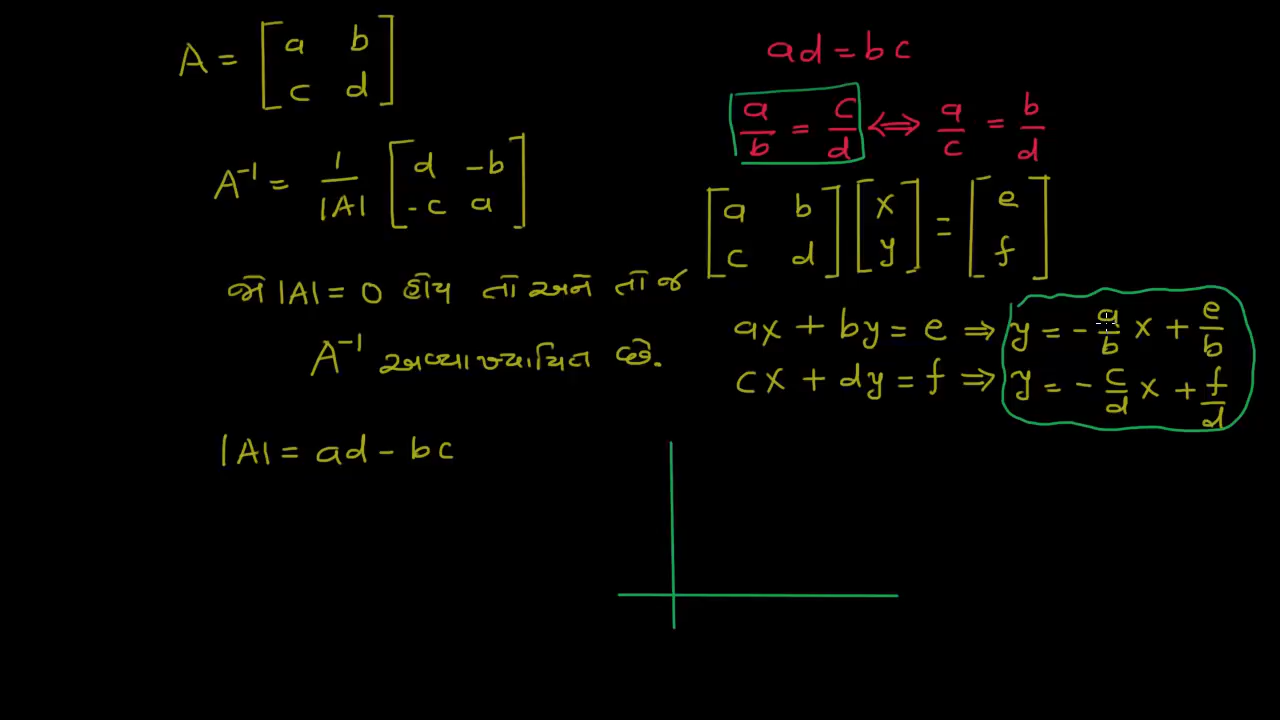 A = [a b
c d]
A⁻¹ = 1/|A| [d -b
-c a]
જો |A| = 0 હોય તો અને તો જ
A⁻¹ અવ્યાખ્યાયિત છે.
|A| = ad - bc
ad = bc
a/b = c/d ⇔ a/c = b/d
[a b
c d] [x
y] = [e
f]
ax + by = e ⇒ y = - a/b x + e/b
cx + dy = f ⇒ y = - c/d x + f/d